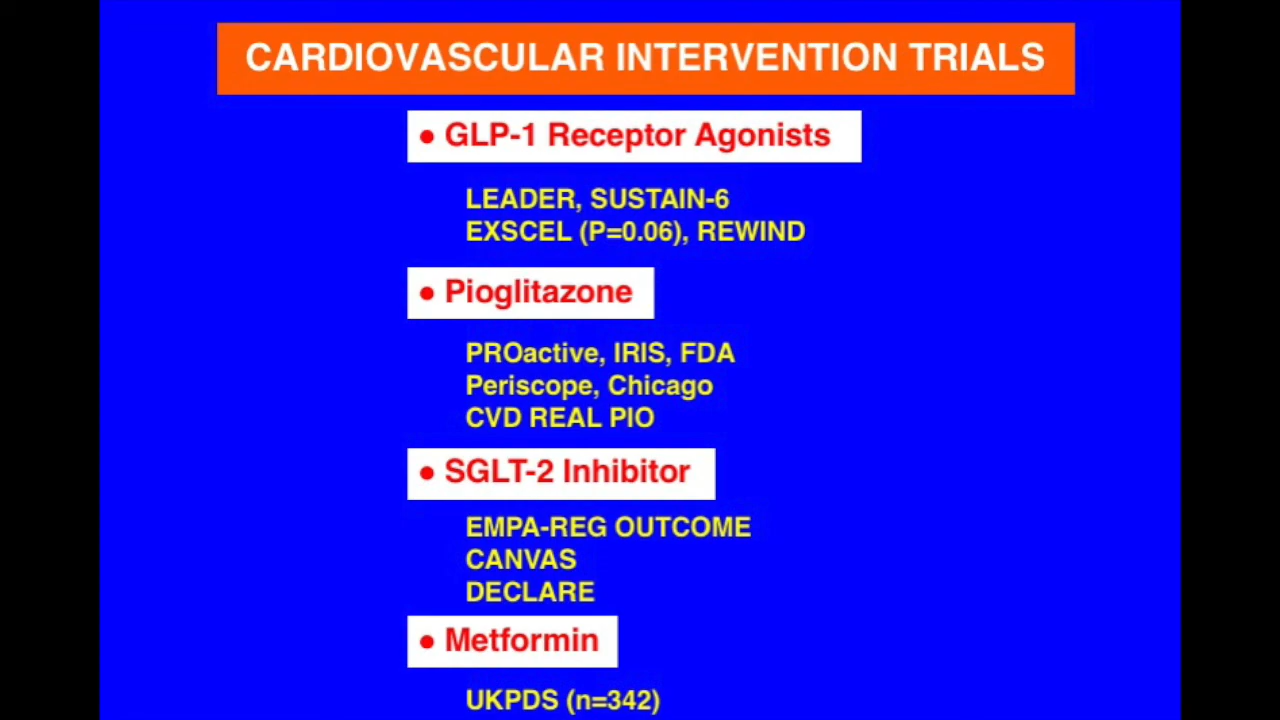 CARDIOVASCULAR INTERVENTION TRIALS
• GLP-1 Receptor Agonists
LEADER, SUSTAIN-6
EXSCEL (P=0.06), REWIND
• Pioglitazone
PROactive, IRIS, FDA
Periscope, Chicago
CVD REAL PIO
• SGLT-2 Inhibitor
EMPA-REG OUTCOME
CANVAS
DECLARE
• Metformin
UKPDS (n=342)